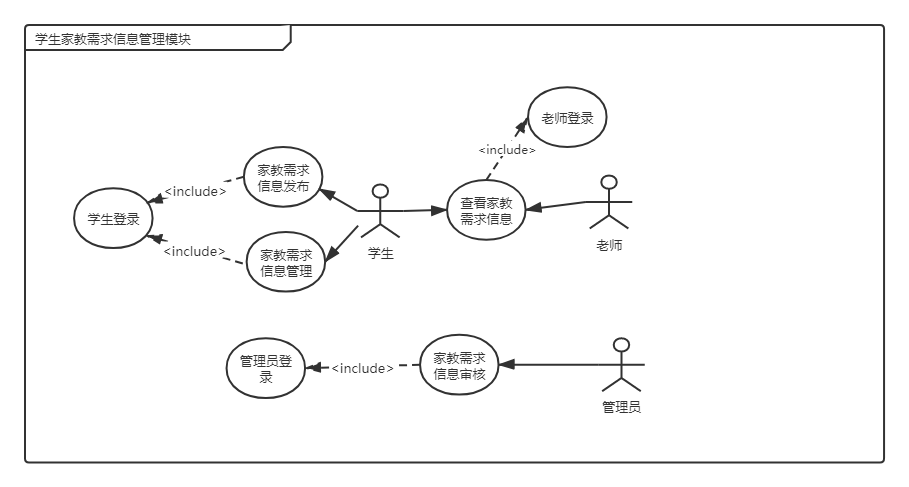 学生家教需求信息管理模块
老师登录
<include>
家教需求
信息发布
<include>
查看家教
需求信息
学生登录
老师
学生
<include>
家教需求
信息管理
管理员登
录
<include>
家教需求
信息审核
管理员